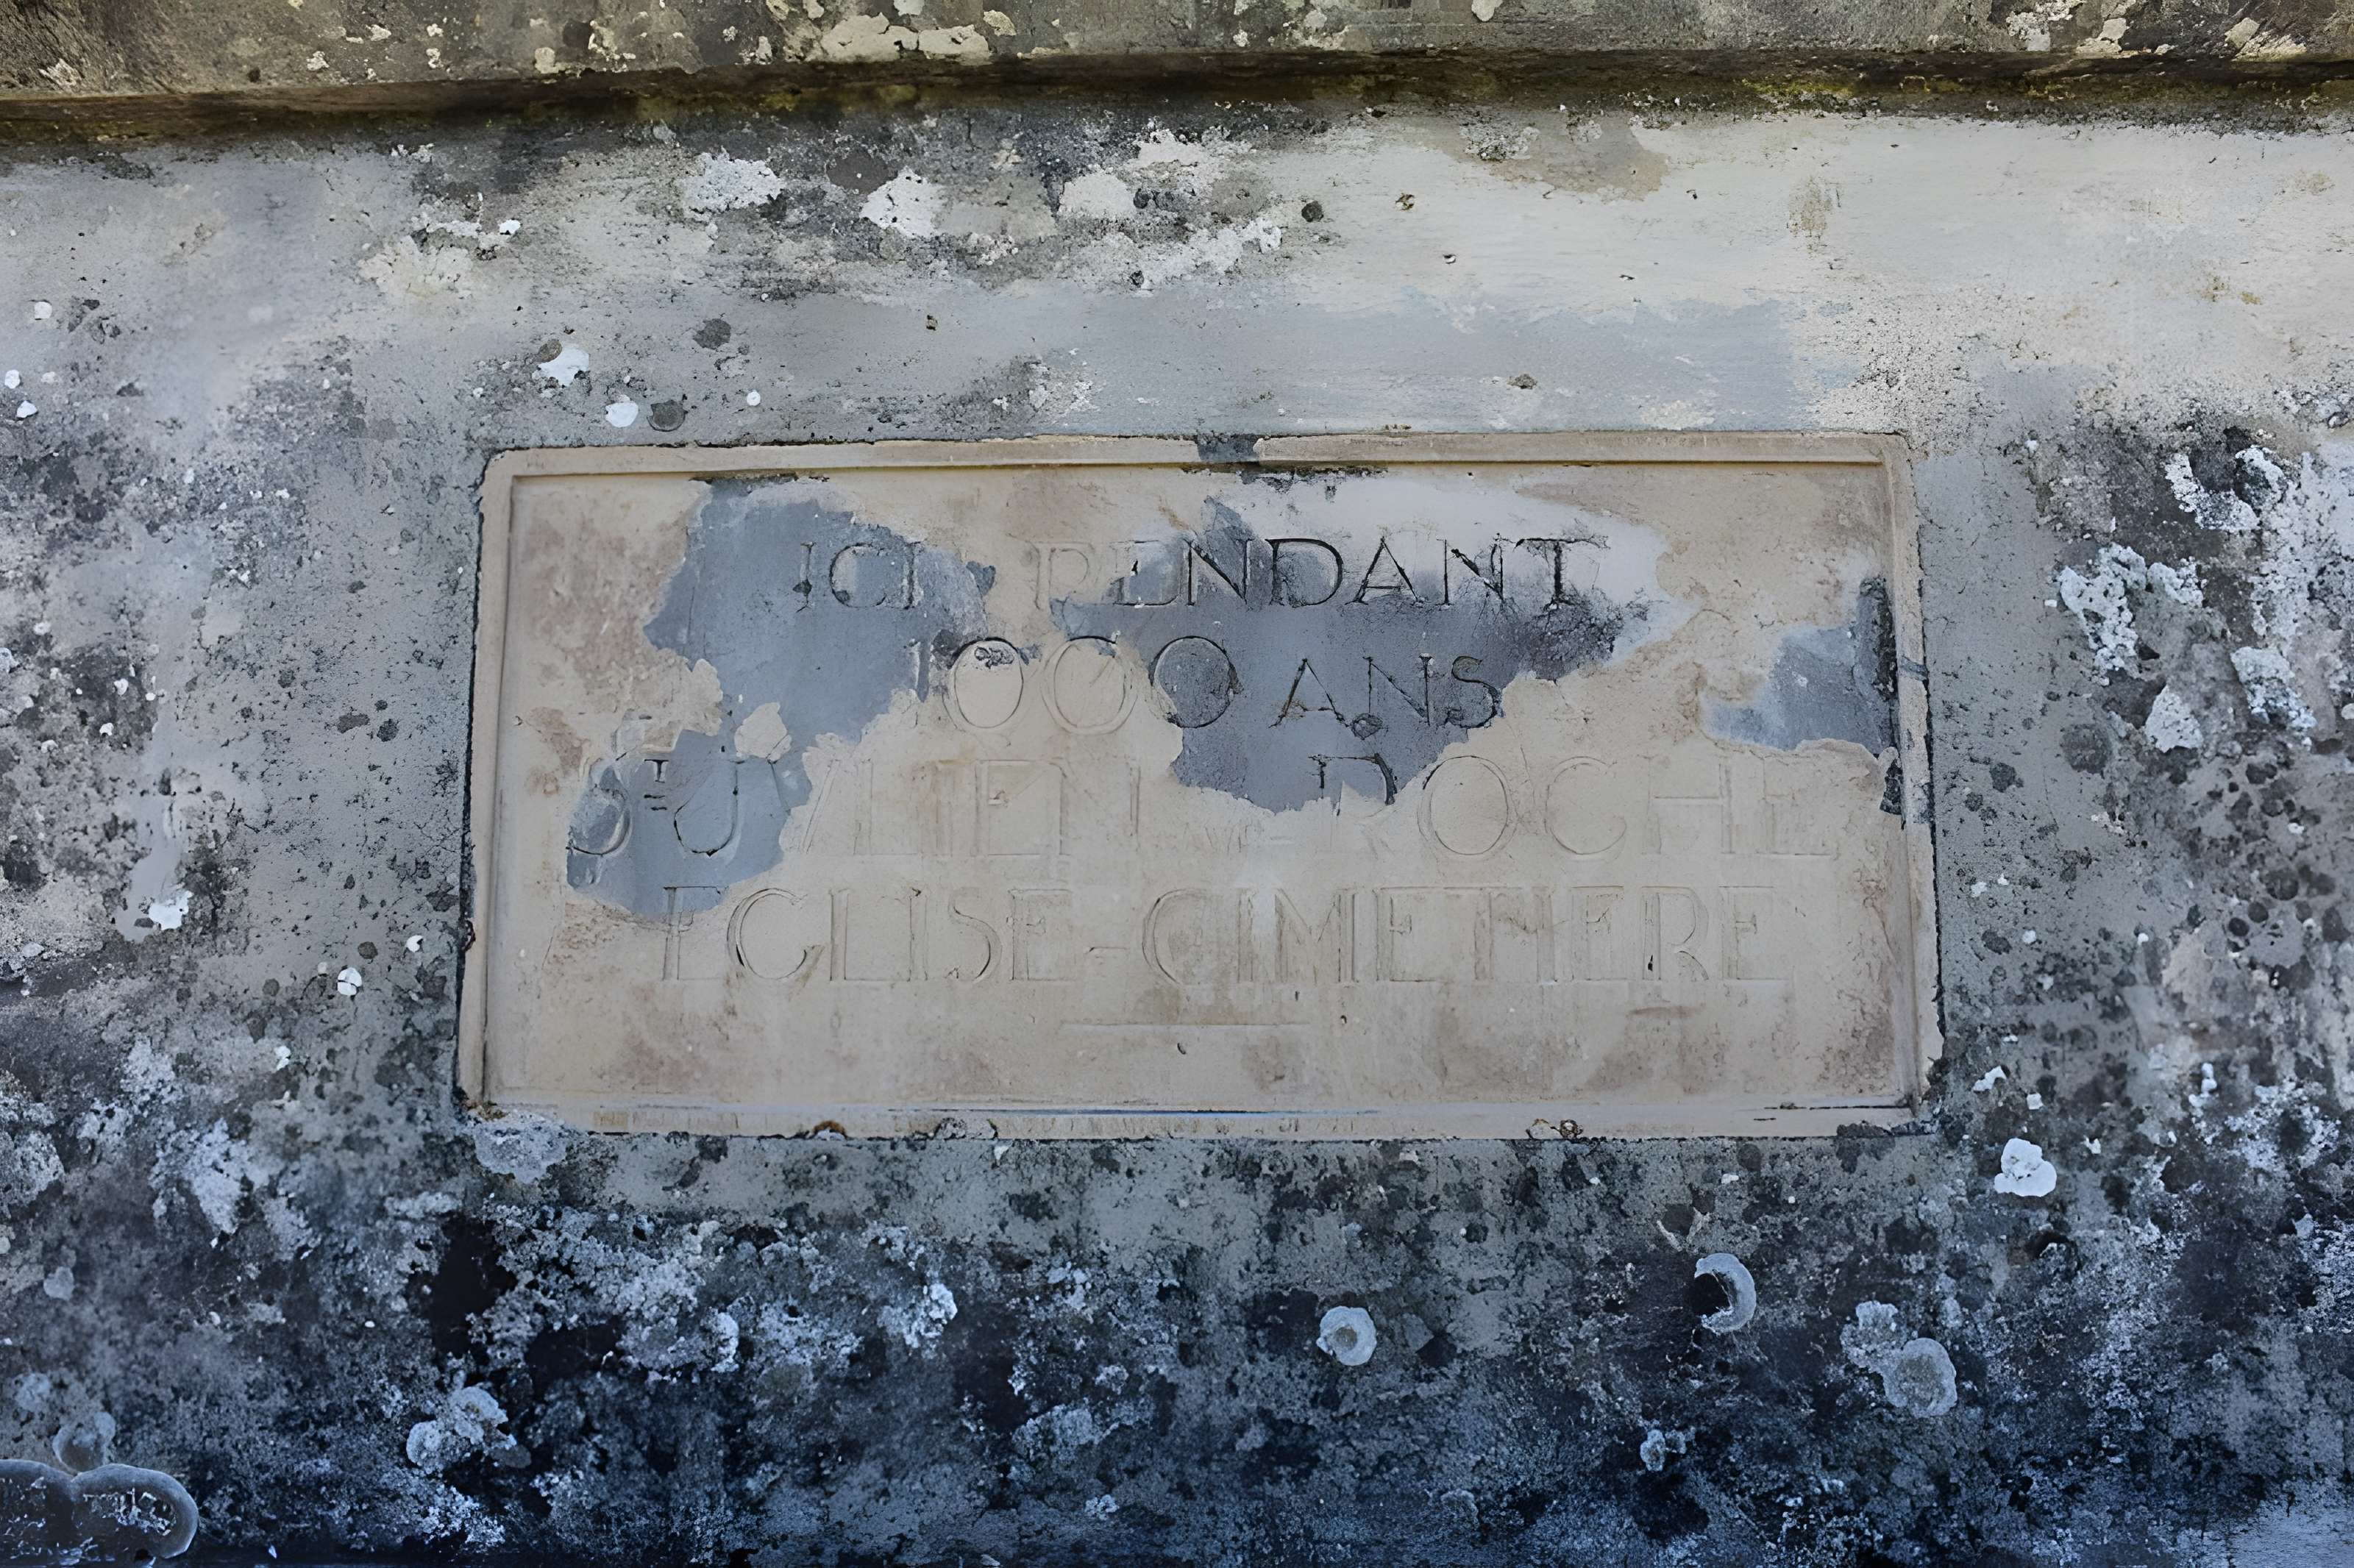 ICI PENDANT
1000 ANS
ST JULIEN ROCHE
EGLISE - CIMETIERE